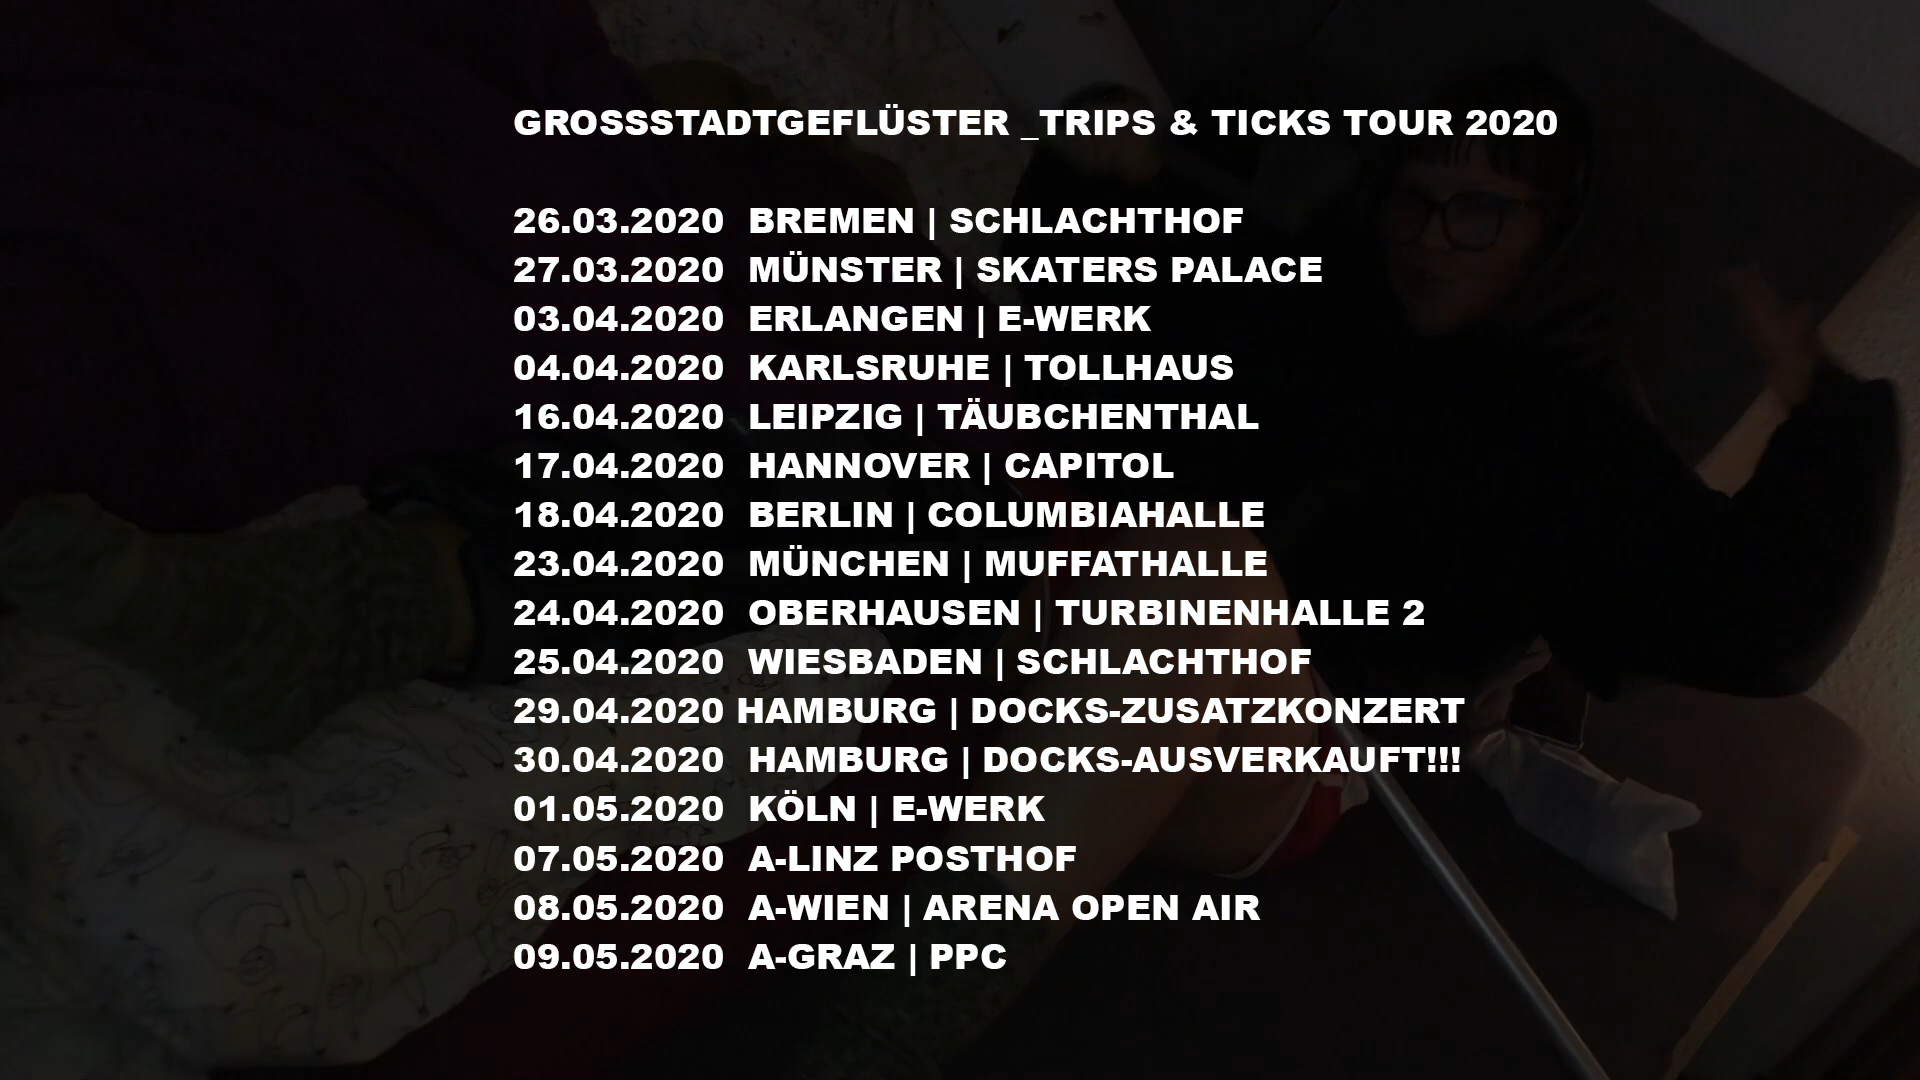 GROSSSTADTGEFLÜSTER _TRIPS & TICKS TOUR 2020
26.03.2020 BREMEN | SCHLACHTHOF
27.03.2020 MÜNSTER | SKATERS PALACE
03.04.2020 ERLANGEN | E-WERK
04.04.2020 KARLSRUHE | TOLLHAUS
16.04.2020 LEIPZIG | TÄUBCHENTHAL
17.04.2020 HANNOVER | CAPITOL
18.04.2020 BERLIN | COLUMBIAHALLE
23.04.2020 MÜNCHEN | MUFFATHALLE
24.04.2020 OBERHAUSEN | TURBINENHALLE 2
25.04.2020 WIESBADEN | SCHLACHTHOF
29.04.2020 HAMBURG | DOCKS-ZUSATZKONZERT
30.04.2020 HAMBURG | DOCKS-AUSVERKAUFT!!!
01.05.2020 KÖLN | E-WERK
07.05.2020 A-LINZ POSTHOF
08.05.2020 A-WIEN | ARENA OPEN AIR
09.05.2020 A-GRAZ | PPC